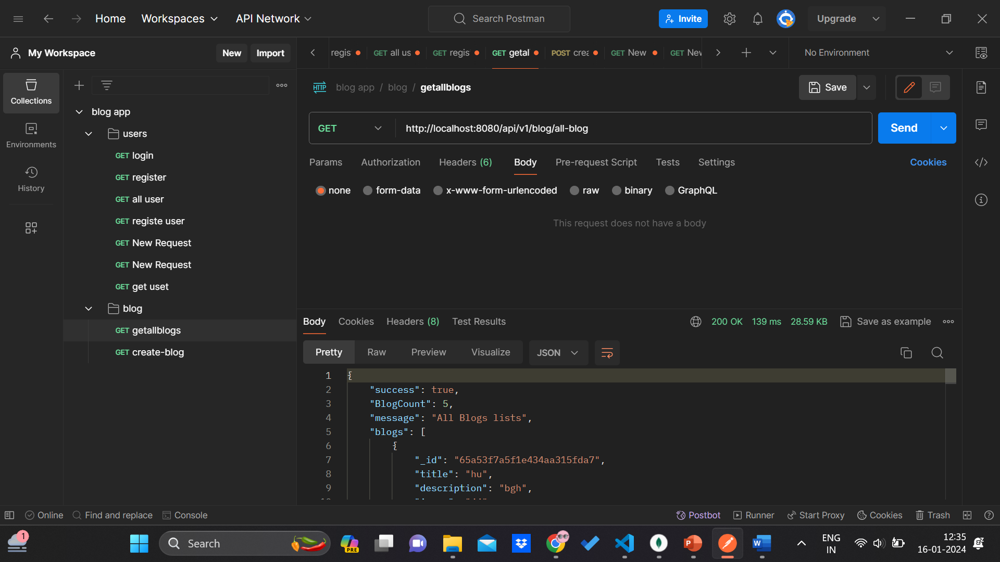 Home Workspaces API Network Search Postman Invite Upgrade
My Workspace New Import regis GET all us GET regis GET getal POST crea GET New GET New No Environment
HTTP blog app / blog / getallblogs Save
Collections
Environments
History
blog app
users
GET login
GET register
GET all user
GET registe user
GET New Request
GET New Request
GET get uset
blog
GET getallblogs
GET create-blog
GET http://localhost:8080/api/v1/blog/all-blog Send
Params Authorization Headers (6) Body Pre-request Script Tests Settings Cookies
none form-data x-www-form-urlencoded raw binary GraphQL
This request does not have a body
Body Cookies Headers (8) Test Results 200 OK 139 ms 28.59 KB Save as example
Pretty Raw Preview Visualize JSON
1 {
2 "success": true,
3 "BlogCount": 5,
4 "message": "All Blogs lists",
5 "blogs": [
6 {
7 "_id": "65a53f7a5f1e434aa315fda7",
8 "title": "hu",
9 "description": "bgh",
Online Find and replace Console Postbot Runner Start Proxy Cookies Trash
1 Search PRE P W ENG 12:35
IN 16-01-2024